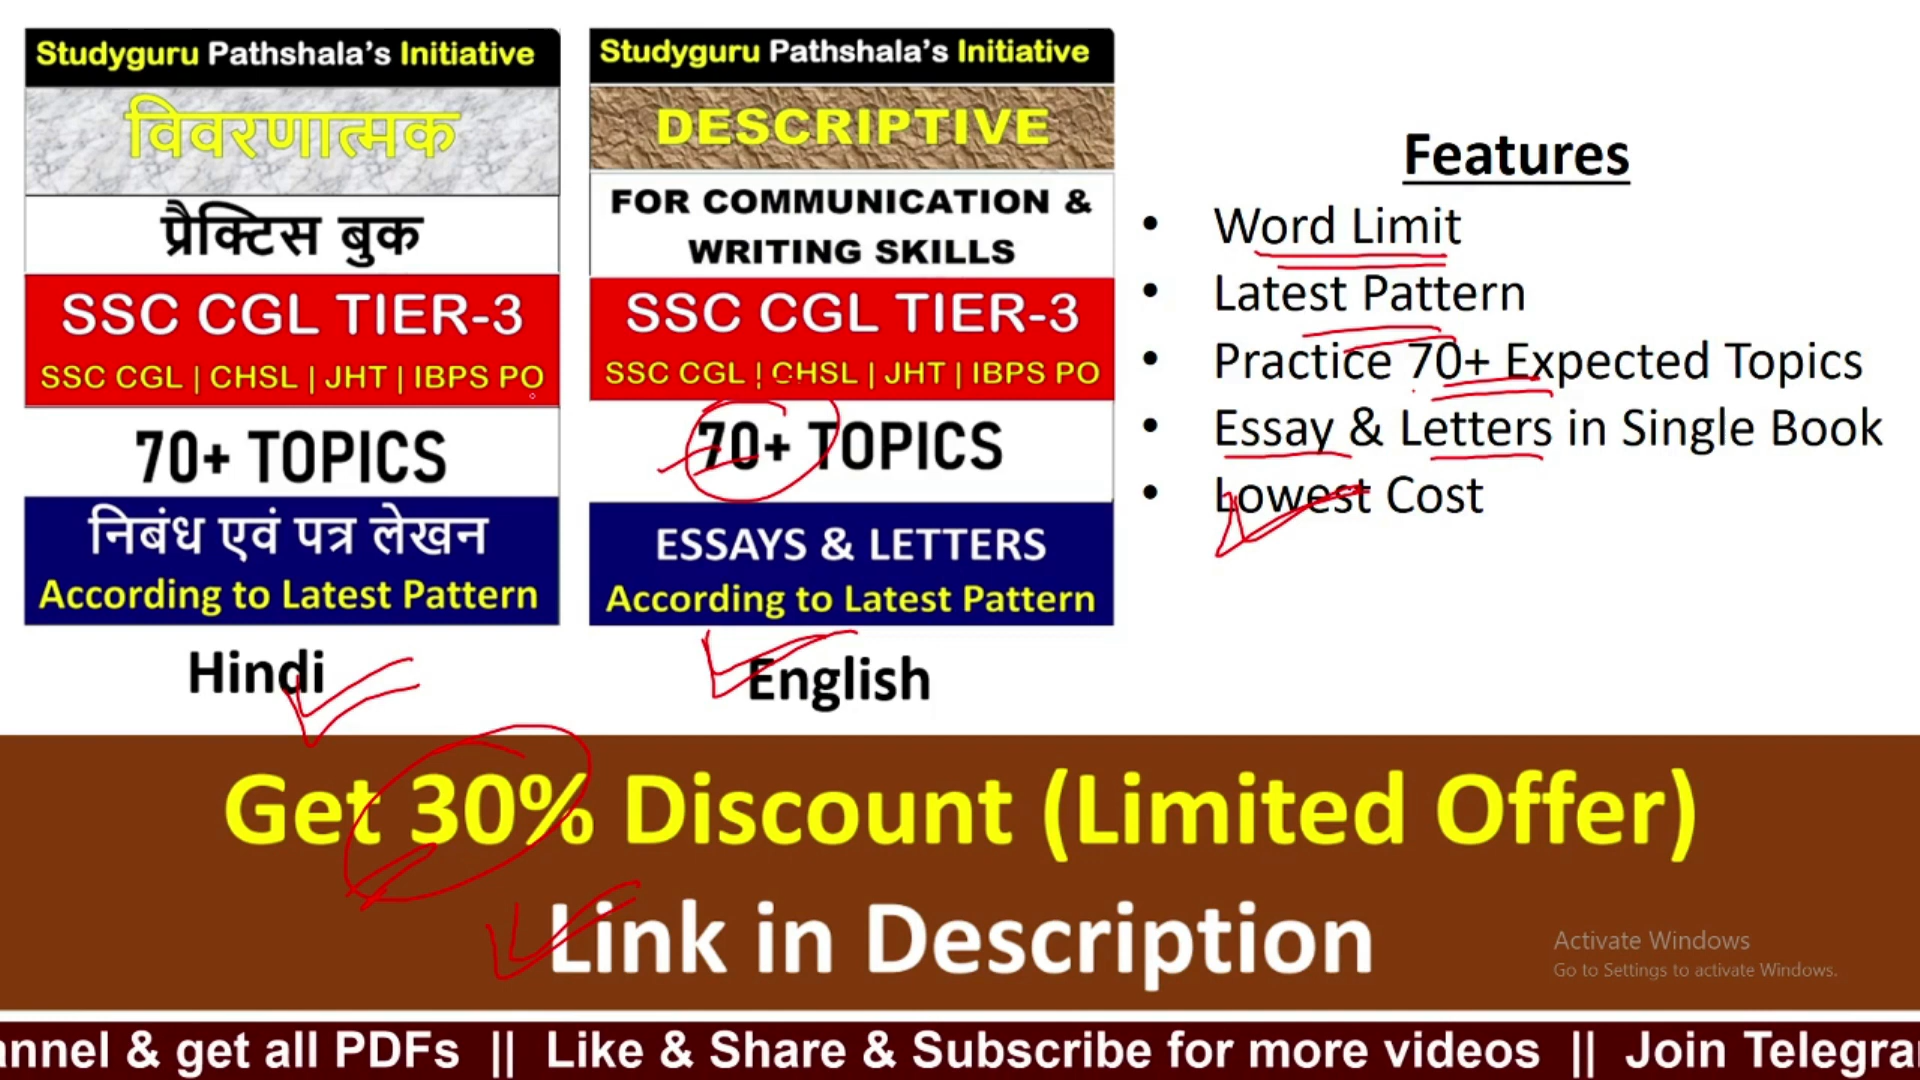 Studyguru Pathshala's Initiative
विवरणात्मक
प्रैक्टिस बुक
SSC CGL TIER-3
SSC CGL | CHSL | JHT | IBPS PO
70+ TOPICS
निबंध एवं पत्र लेखन
According to Latest Pattern
Hindi
Studyguru Pathshala's Initiative
DESCRIPTIVE
FOR COMMUNICATION &
WRITING SKILLS
SSC CGL TIER-3
SSC CGL | CHSL | JHT | IBPS PO
70+ TOPICS
ESSAYS & LETTERS
According to Latest Pattern
English
Features
• Word Limit
• Latest Pattern
• Practice 70+ Expected Topics
• Essay & Letters in Single Book
• Lowest Cost
Get 30% Discount (Limited Offer)
Link in Description
Activate Windows
Go to Settings to activate Windows.
annel & get all PDFs || Like & Share & Subscribe for more videos || Join Telegra